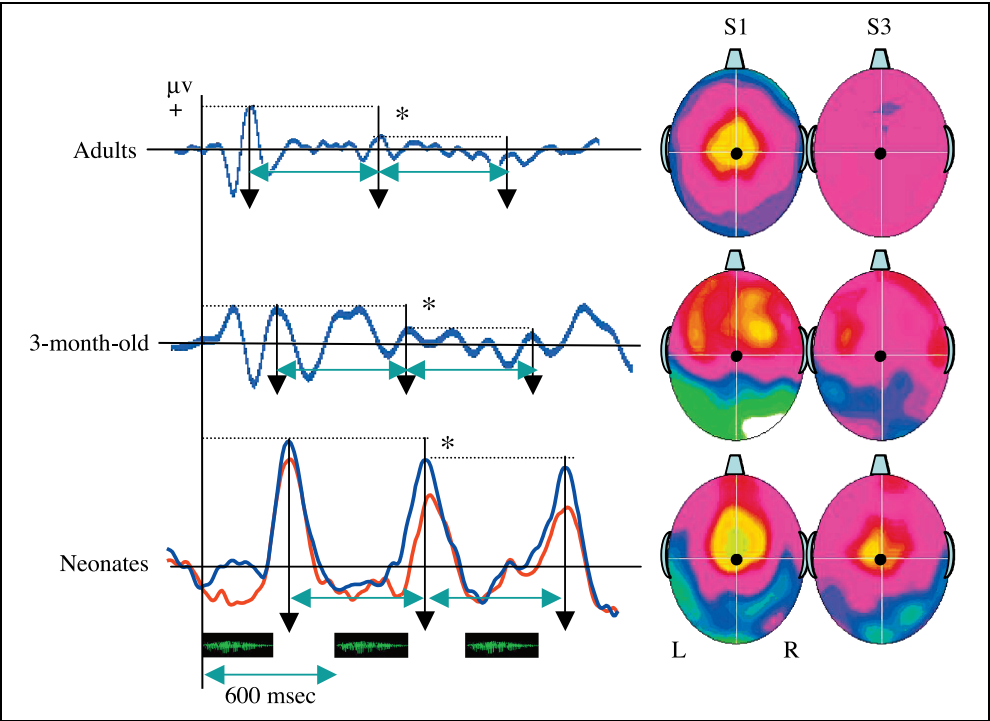 S1 S3
μv
+
*
Adults
*
3-month-old
*
Neonates
L R
600 msec